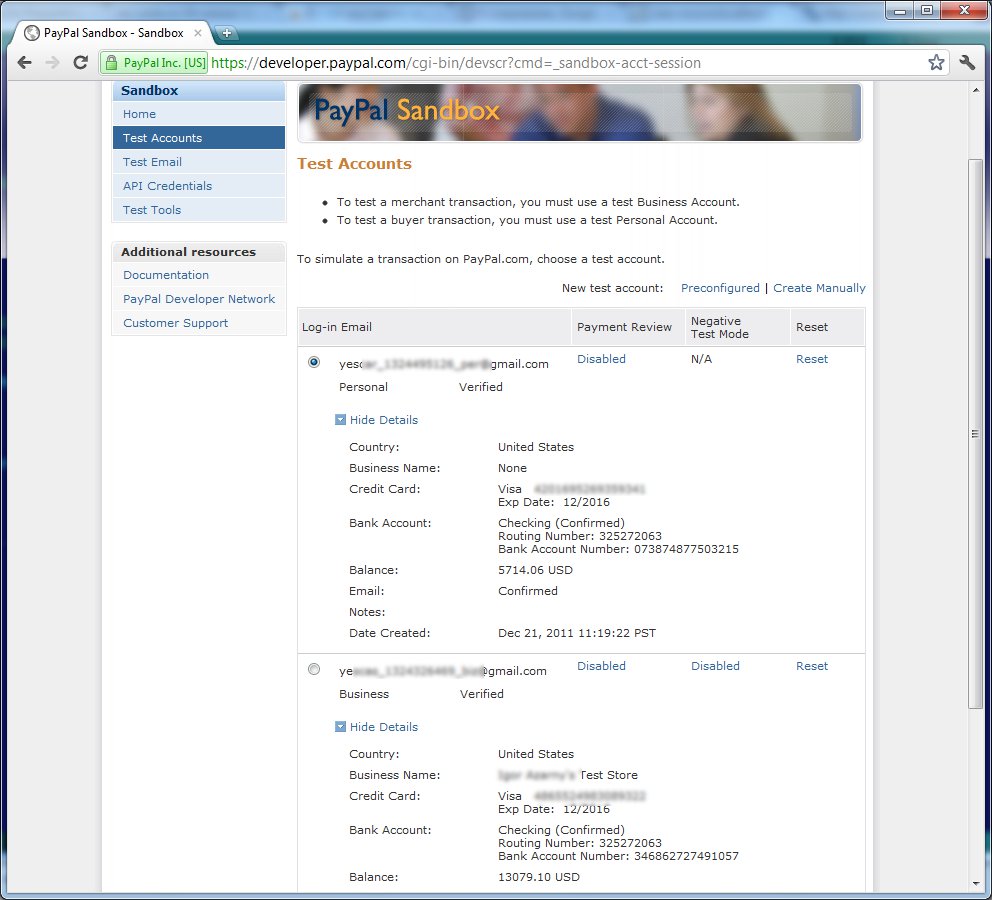 PayPal Sandbox - Sandbox
PayPal Inc. [US] https://developer.paypal.com/cgi-bin/devscr?cmd=_sandbox-acct-session
Sandbox
Home
Test Accounts
Test Email
API Credentials
Test Tools
Additional resources
Documentation
PayPal Developer Network
Customer Support
PayPal Sandbox
Test Accounts
To test a merchant transaction, you must use a test Business Account.
To test a buyer transaction, you must use a test Personal Account.
To simulate a transaction on PayPal.com, choose a test account.
New test account: Preconfigured | Create Manually
Log-in Email Payment Review Negative Test Mode Reset
@gmail.com Disabled N/A Reset
Personal Verified
Hide Details
Country: United States
Business Name: None
Credit Card: Visa
Exp Date: 12/2016
Bank Account: Checking (Confirmed)
Routing Number: 325272063
Bank Account Number: 073874877503215
Balance: 5714.06 USD
Email: Confirmed
Notes:
Date Created: Dec 21, 2011 11:19:22 PST
@gmail.com Disabled Disabled Reset
Business Verified
Hide Details
Country: United States
Business Name: Test Store
Credit Card: Visa
Exp Date: 12/2016
Bank Account: Checking (Confirmed)
Routing Number: 325272063
Bank Account Number: 346862727491057
Balance: 13079.10 USD